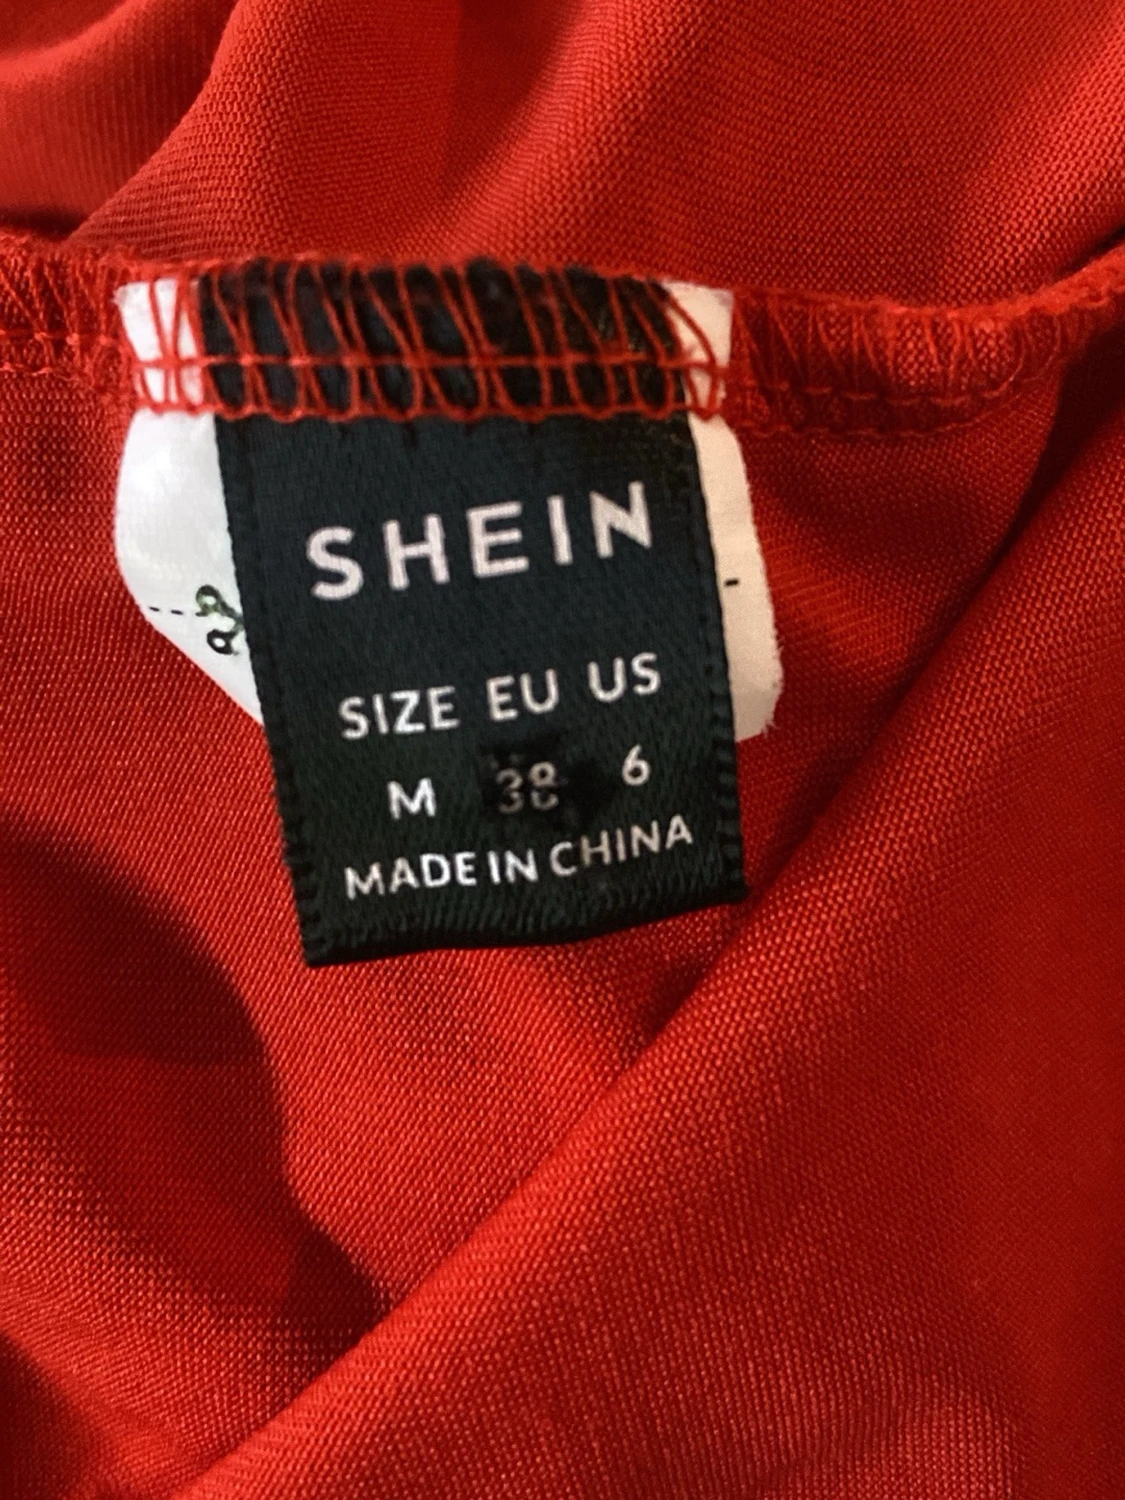 SHEIN
SIZE EU US
M 38 6
MADE IN CHINA